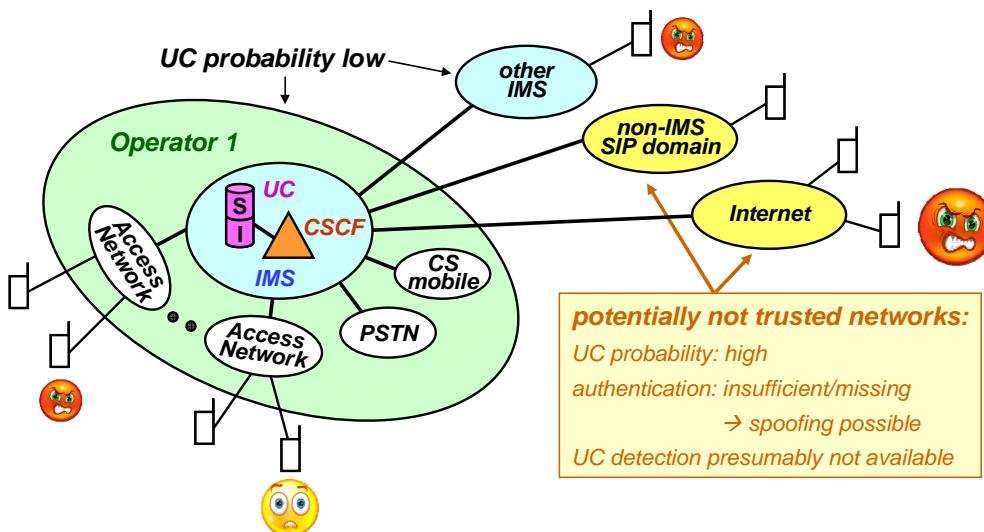 UC probability low
other
IMS
non-IMS
SIP domain
Operator 1
UC
S
I
CSCF
IMS
Internet
Access
Network
CS
mobile
Access
Network
PSTN
potentially not trusted networks:
UC probability: high
authentication: insufficient/missing
→ spoofing possible
UC detection presumably not available